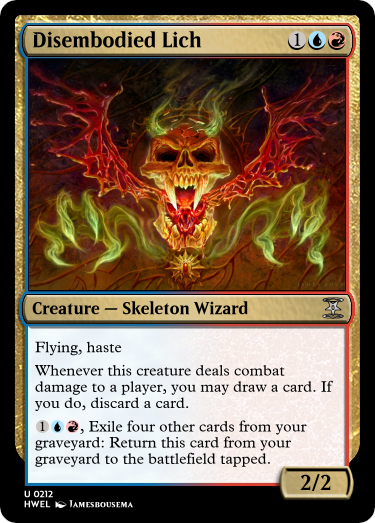 Disembodied Lich 1
Creature — Skeleton Wizard
Flying, haste
Whenever this creature deals combat
damage to a player, you may draw a card. If
you do, discard a card.
1, Exile four other cards from your
graveyard: Return this card from your
graveyard to the battlefield tapped.
2/2
U 0212
HWEL JAMESBOUSEMA